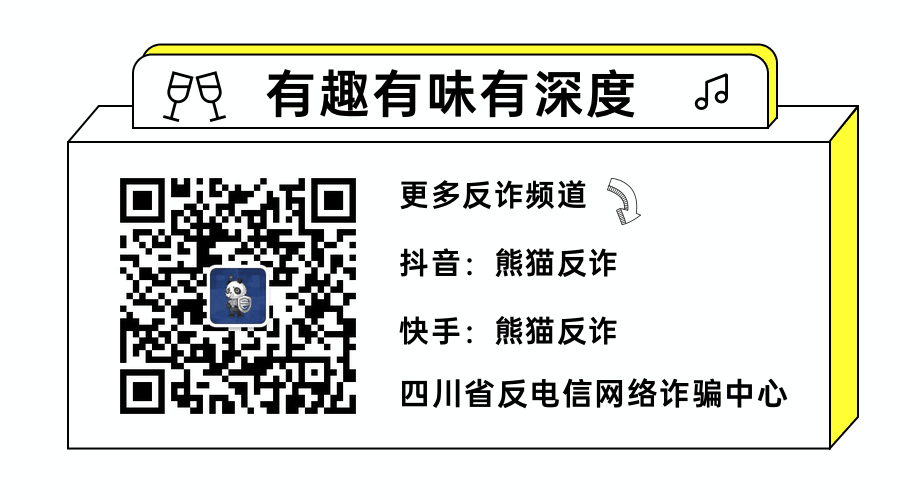 有趣有味有深度
更多反诈频道
抖音：熊猫反诈
快手：熊猫反诈
四川省反电信网络诈骗中心